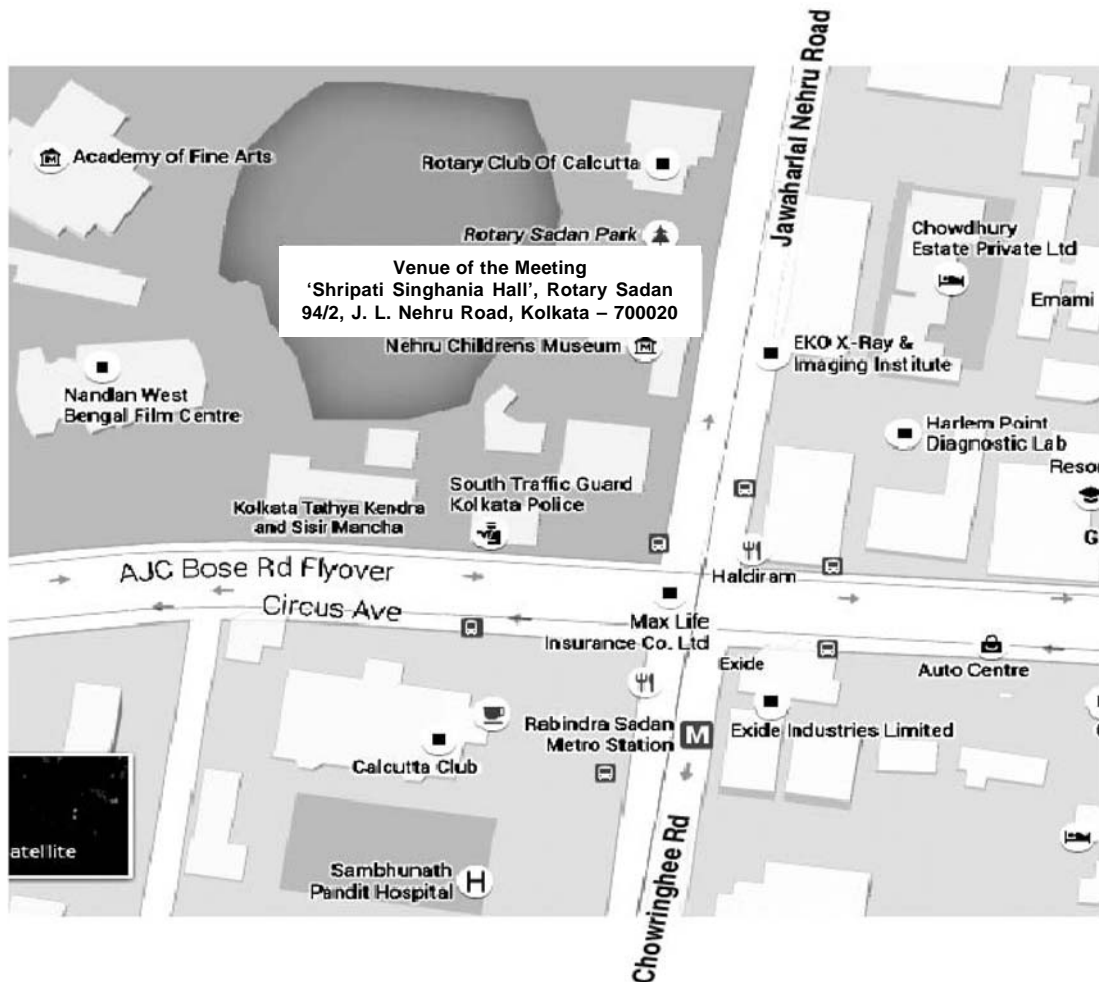 Jawaharlal Nehru Road
Academy of Fine Arts
Rotary Club Of Calcutta
Rotary Sadan Park
Chowdhury
Estate Private Ltd
Emami
Venue of the Meeting
‘Shripati Singhania Hall’, Rotary Sadan
94/2, J. L. Nehru Road, Kolkata – 700020
Nehru Childrens Museum
EKO X-Ray &
Imaging Institute
Nandan West
Bengal Film Centre
Harlem Point
Diagnostic Lab
Resor
South Traffic Guard
Kolkata Police
Kolkata Tathya Kendra
and Sisir Mancha
G
AJC Bose Rd Flyover
Haldiram
Circus Ave
Max Life
Insurance Co. Ltd
Exide
Auto Centre
Rabindra Sadan
Metro Station
M
Exide Industries Limited
Calcutta Club
atellite
Sambhunath
Pandit Hospital
H
Chowringhee Rd